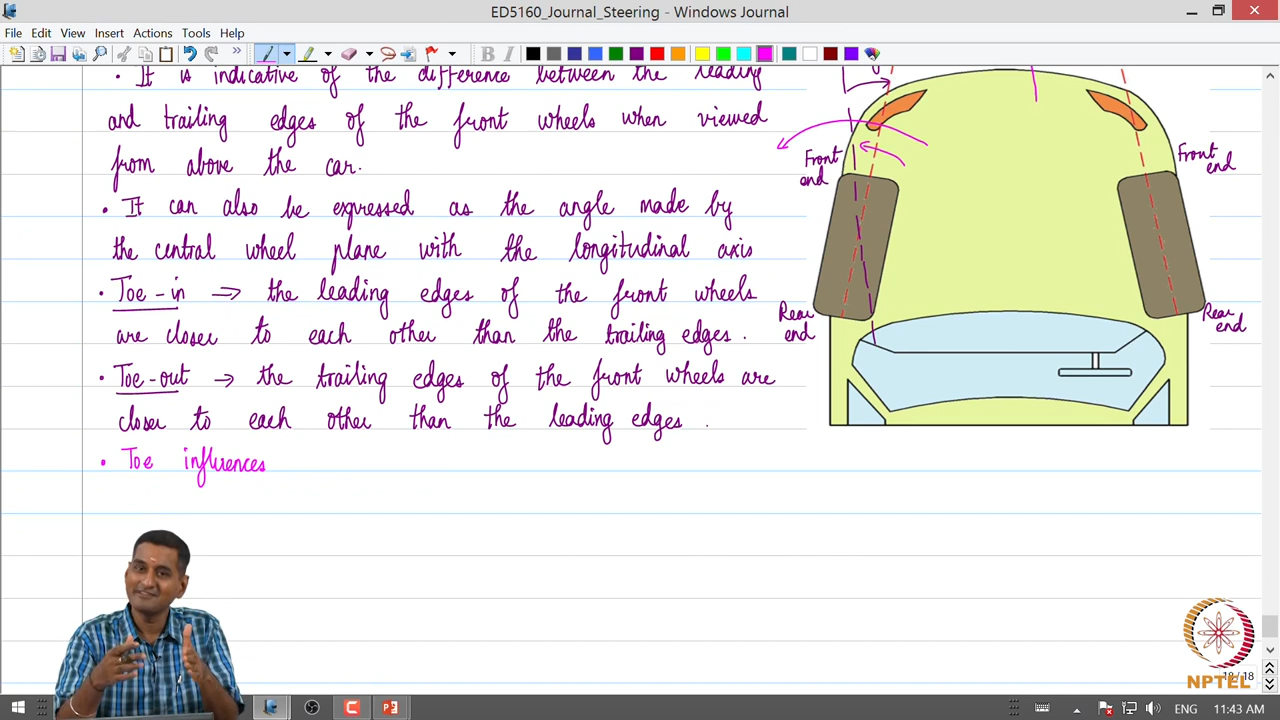 ED5160_Journal_Steering - Windows Journal
File Edit View Insert Actions Tools Help
• It is indicative of the difference between the leading
and trailing edges of the front wheels when viewed
from above the car.
• It can also be expressed as the angle made by
the central wheel plane with the longitudinal axis
• Toe-in ⇒ the leading edges of the front wheels
are closer to each other than the trailing edges.
• Toe-out → the trailing edges of the front wheels are
closer to each other than the leading edges.
• Toe influences
Front
end
Front
end
Rear
end
Rear
end
NPTEL
18 / 18
ENG 11:43 AM